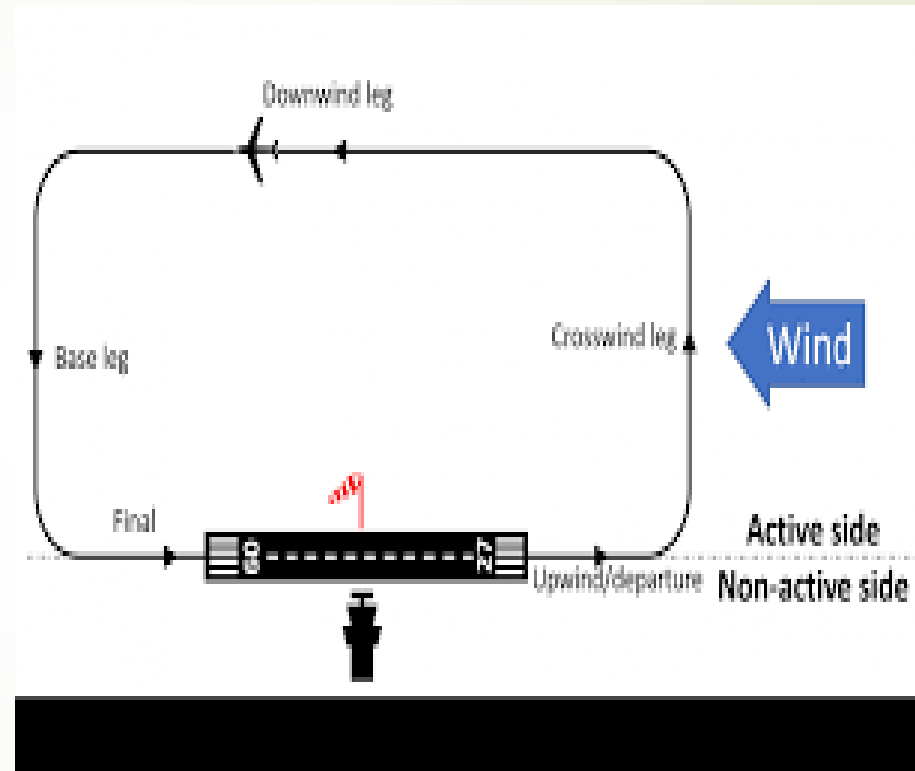 Downwind leg
Crosswind leg
Wind
Base leg
Final
Active side
Upwind/departure
Non-active side